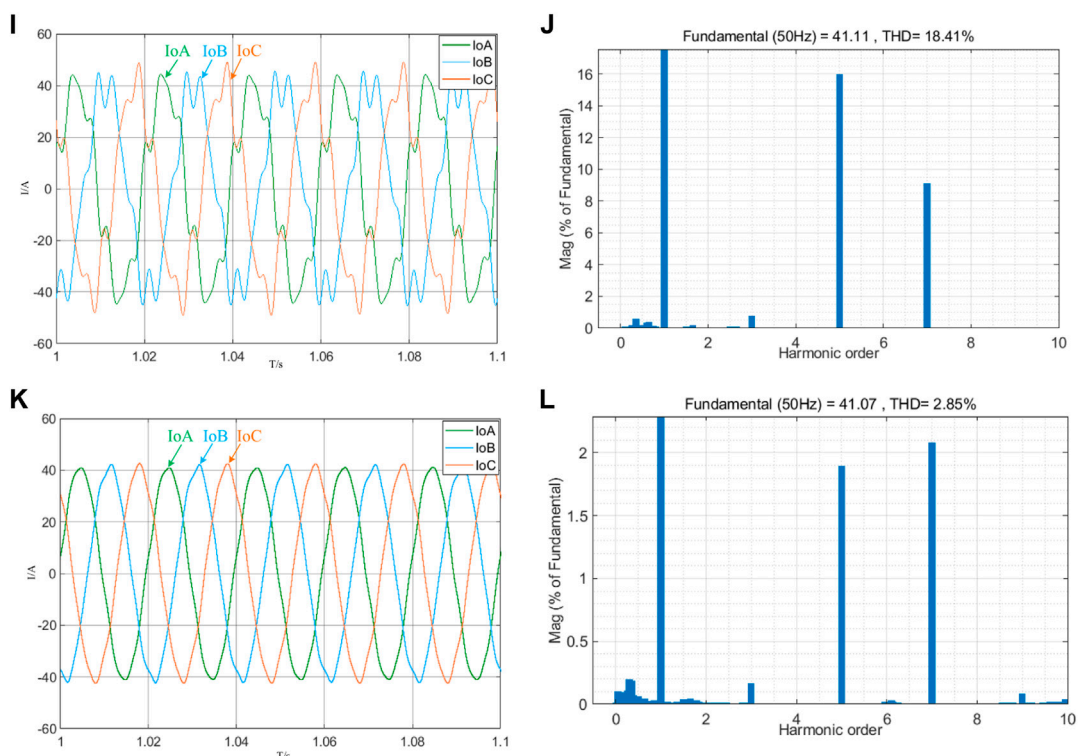 I
IoA IoB IoC
IoA
IoB
IoC
60
40
20
0
-20
-40
-60
I/A
1 1.02 1.04 1.06 1.08 1.1
T/s
J
Fundamental (50Hz) = 41.11 , THD= 18.41%
16
14
12
10
8
6
4
2
0
Mag (% of Fundamental)
0 2 4 6 8 10
Harmonic order
K
IoA IoB IoC
IoA
IoB
IoC
60
40
20
0
-20
-40
-60
I/A
1 1.02 1.04 1.06 1.08 1.1
T/s
L
Fundamental (50Hz) = 41.07 , THD= 2.85%
2
1.5
1
0.5
0
Mag (% of Fundamental)
0 2 4 6 8 10
Harmonic order